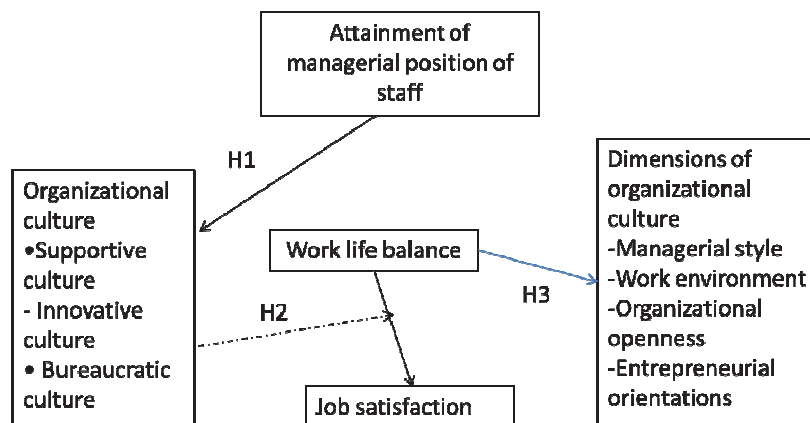 Attainment of
managerial position of
staff
H1
Organizational
culture
•Supportive
culture
- Innovative
culture
• Bureaucratic
culture
Work life balance
H2
H3
Job satisfaction
Dimensions of
organizational
culture
-Managerial style
-Work environment
-Organizational
openness
-Entrepreneurial
orientations